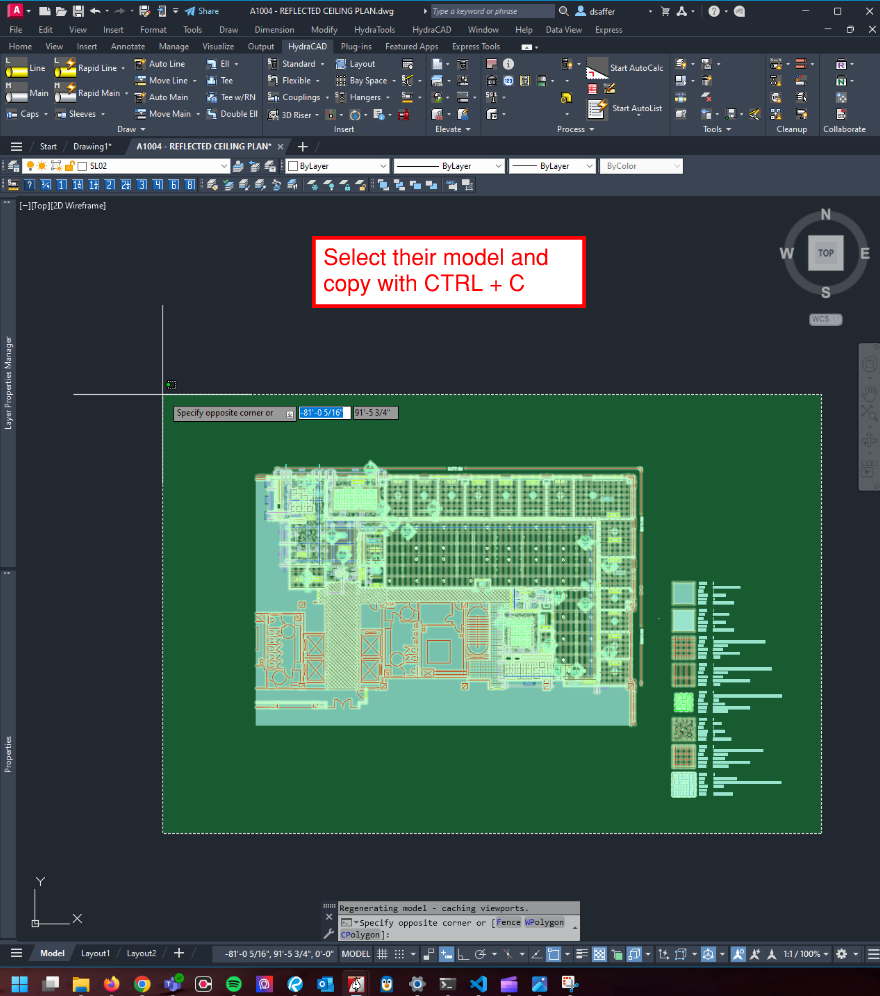 Share
A1004 - REFLECTED CEILING PLAN.dwg
Type a keyword or phrase
dsaffer
File Edit View Insert Format Tools Draw Dimension Modify HydraTools HydraCAD Window Help Data View Express
Home View Insert Annotate Manage Visualize Output HydraCAD Plug-ins Featured Apps Express Tools
Line Rapid Line Auto Line Ell Standard Layout Start AutoCalc
Move Line Tee Flexible Bay Space
Main Rapid Main Auto Main Tee w/RN Couplings Hangers Start AutoList
Caps Sleeves Move Main Double Ell 3D Riser
Draw Insert Elevate Process Tools Cleanup Collaborate
Start Drawing1* A1004 - REFLECTED CEILING PLAN*
SL02 ByLayer ByLayer ByLayer ByColor
[−][Top][2D Wireframe]
Select their model and
copy with CTRL + C
N
W TOP E
S
WCS
Layer Properties Manager
Specify opposite corner or -81'-0 5/16" 91'-5 3/4"
Properties
Y
X
Regenerating model - caching viewports.
Specify opposite corner or [Fence WPolygon
CPolygon]:
Model Layout1 Layout2 -81'-0 5/16", 91'-5 3/4", 0'-0" MODEL 1:1 / 100%